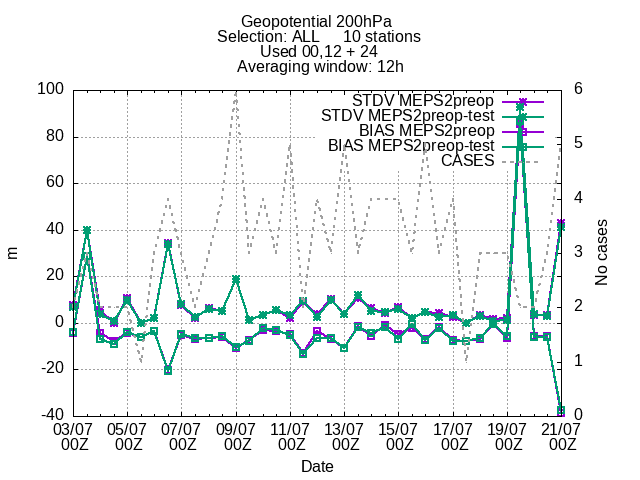 Geopotential 200hPa
Selection: ALL 10 stations
Used 00,12 + 24
Averaging window: 12h
STDV MEPS2preop
STDV MEPS2preop-test
BIAS MEPS2preop
BIAS MEPS2preop-test
CASES
100
80
60
40
20
0
-20
-40
m
6
5
4
3
2
1
0
No cases
03/07 05/07 07/07 09/07 11/07 13/07 15/07 17/07 19/07 21/07
00Z 00Z 00Z 00Z 00Z 00Z 00Z 00Z 00Z 00Z
Date